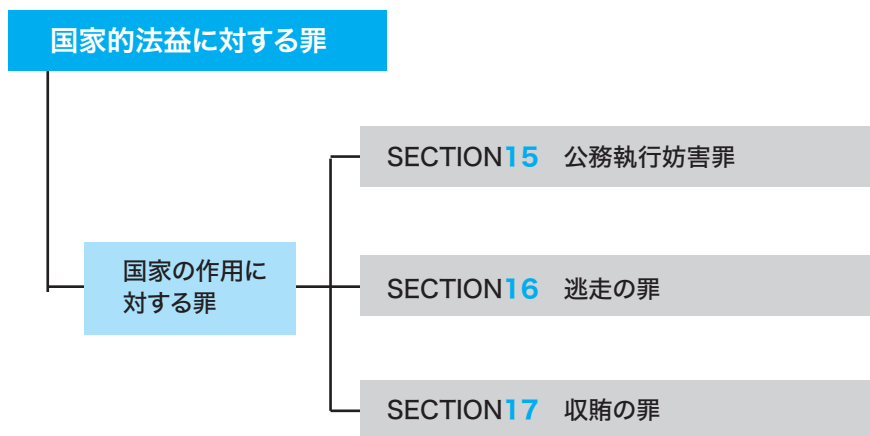 国家的法益に対する罪
SECTION15 公務執行妨害罪
国家の作用に
対する罪
SECTION16 逃走の罪
SECTION17 収賄の罪